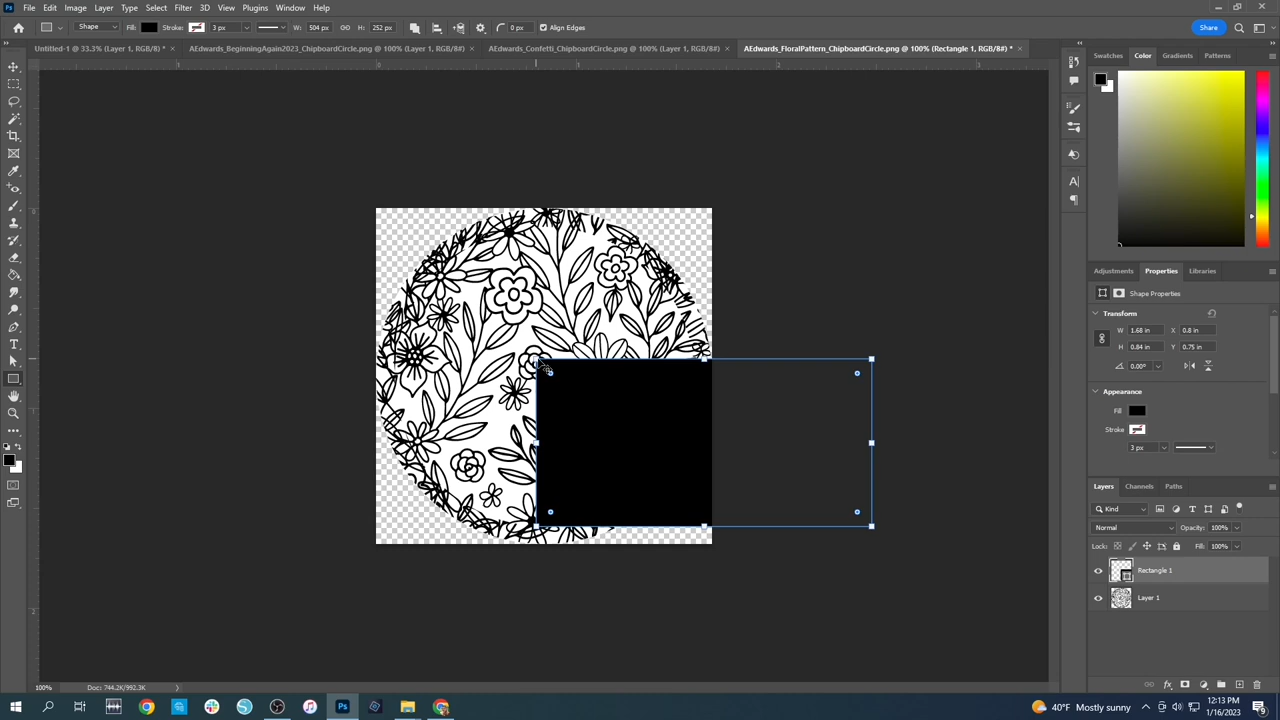 Ps File Edit Image Layer Type Select Filter 3D View Plugins Window Help
Shape Fill: Stroke: 3 px W: 504 px H: 252 px 0 px Align Edges Share
Untitled-1 @ 33.3% (Layer 1, RGB/8) * × AEdwards_BeginningAgain2023_ChipboardCircle.png @ 100% (Layer 1, RGB/8#) × AEdwards_Confetti_ChipboardCircle.png @ 100% (Layer 1, RGB/8#) × AEdwards_FloralPattern_ChipboardCircle.png @ 100% (Rectangle 1, RGB/8#) * ×
Swatches Color Gradients Patterns
Adjustments Properties Libraries
Shape Properties
Transform
W 1.68 in X 0.8 in
H 0.84 in Y 0.75 in
0.00°
Appearance
Fill
Stroke
3 px
Layers Channels Paths
Kind
Normal Opacity: 100%
Lock: Fill: 100%
Rectangle 1
Layer 1
fx
100% Doc: 744.2K/992.3K
Ps 40°F Mostly sunny 12:13 PM
1/16/2023